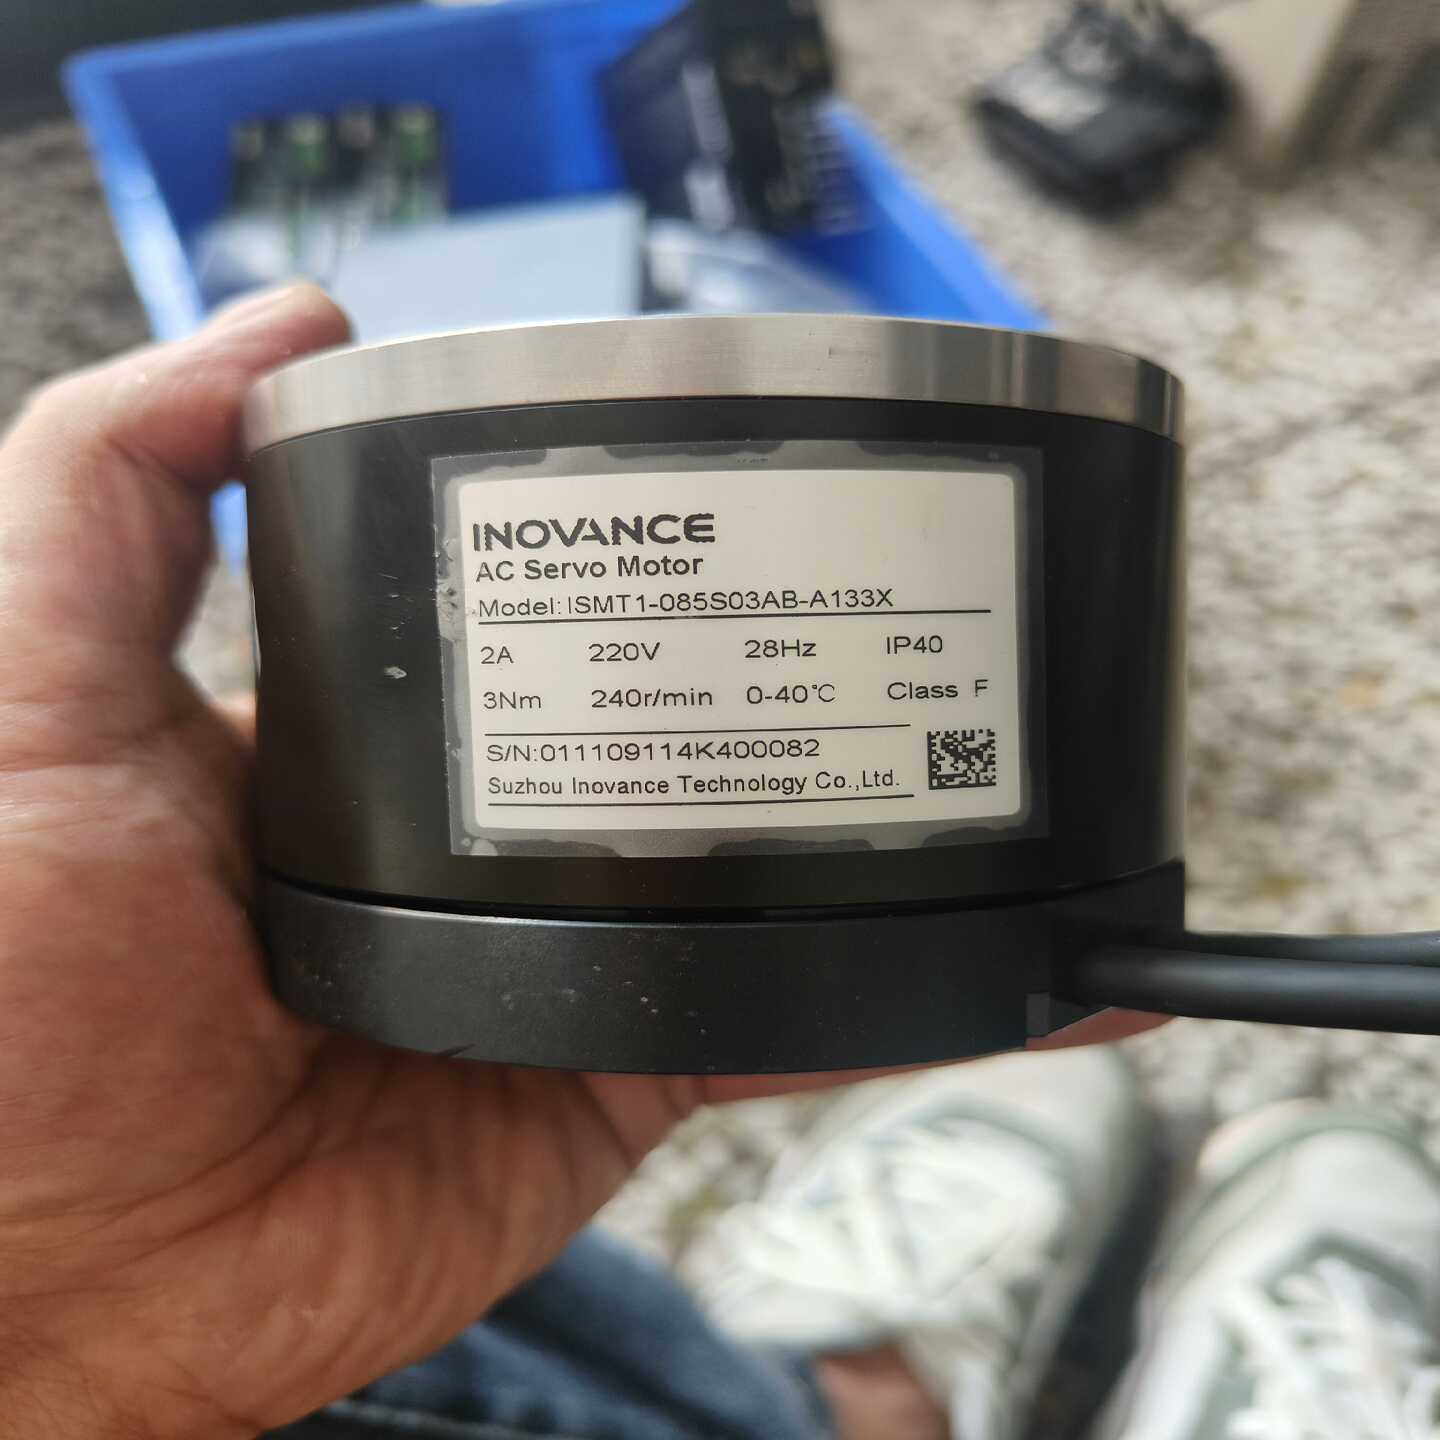 INOVANCE
AC Servo Motor
Model: ISMT1-085S03AB-A133X
2A 220V 28Hz IP40
3Nm 240r/min 0-40℃ Class F
S/N:011109114K400082
Suzhou Inovance Technology Co.,Ltd.